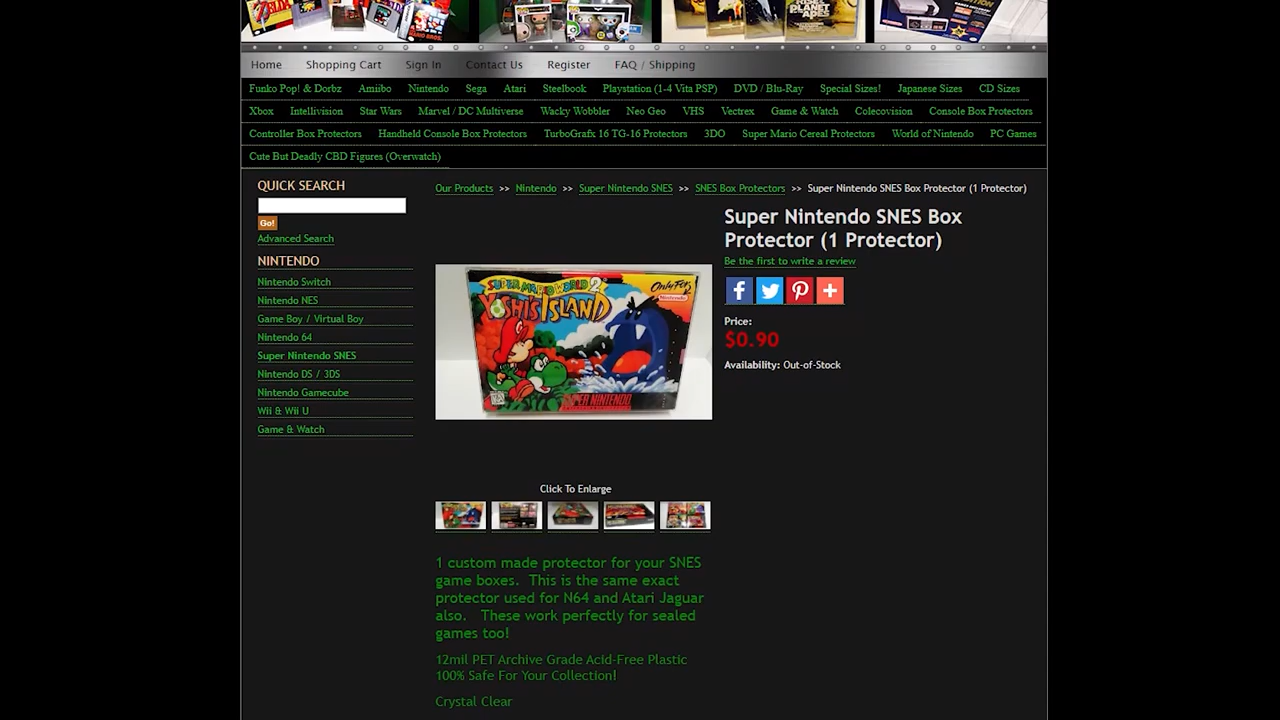 Home Shopping Cart Sign In Contact Us Register FAQ / Shipping
Funko Pop! & Dorbz Amiibo Nintendo Sega Atari Steelbook Playstation (1-4 Vita PSP) DVD / Blu-Ray Special Sizes! Japanese Sizes CD Sizes
Xbox Intellivision Star Wars Marvel / DC Multiverse Wacky Wobbler Neo Geo VHS Vectrex Game & Watch Colecovision Console Box Protectors
Controller Box Protectors Handheld Console Box Protectors TurboGrafx 16 TG-16 Protectors 3DO Super Mario Cereal Protectors World of Nintendo PC Games
Cute But Deadly CBD Figures (Overwatch)
QUICK SEARCH
Go!
Advanced Search
NINTENDO
Nintendo Switch
Nintendo NES
Game Boy / Virtual Boy
Nintendo 64
Super Nintendo SNES
Nintendo DS / 3DS
Nintendo Gamecube
Wii & Wii U
Game & Watch
Our Products >> Nintendo >> Super Nintendo SNES >> SNES Box Protectors >> Super Nintendo SNES Box Protector (1 Protector)
SUPER MARIO WORLD 2
YOSHI'S ISLAND
Only For
Nintendo
SUPER NINTENDO
Click To Enlarge
1 custom made protector for your SNES
game boxes. This is the same exact
protector used for N64 and Atari Jaguar
also. These work perfectly for sealed
games too!
12mil PET Archive Grade Acid-Free Plastic
100% Safe For Your Collection!
Crystal Clear
Super Nintendo SNES Box
Protector (1 Protector)
Be the first to write a review
Price:
$0.90
Availability: Out-of-Stock